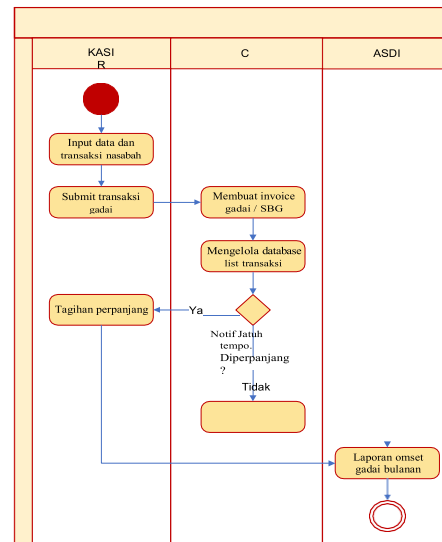 KASI
R
C
ASDI
Input data dan
transaksi nasabah
Submit transaksi
gadai
Membuat invoice
gadai / SBG
Mengelola database
list transaksi
Tagihan perpanjang
Ya
Notif Jatuh
tempo.
Diperpanjang
?
Tidak
Laporan omset
gadai bulanan